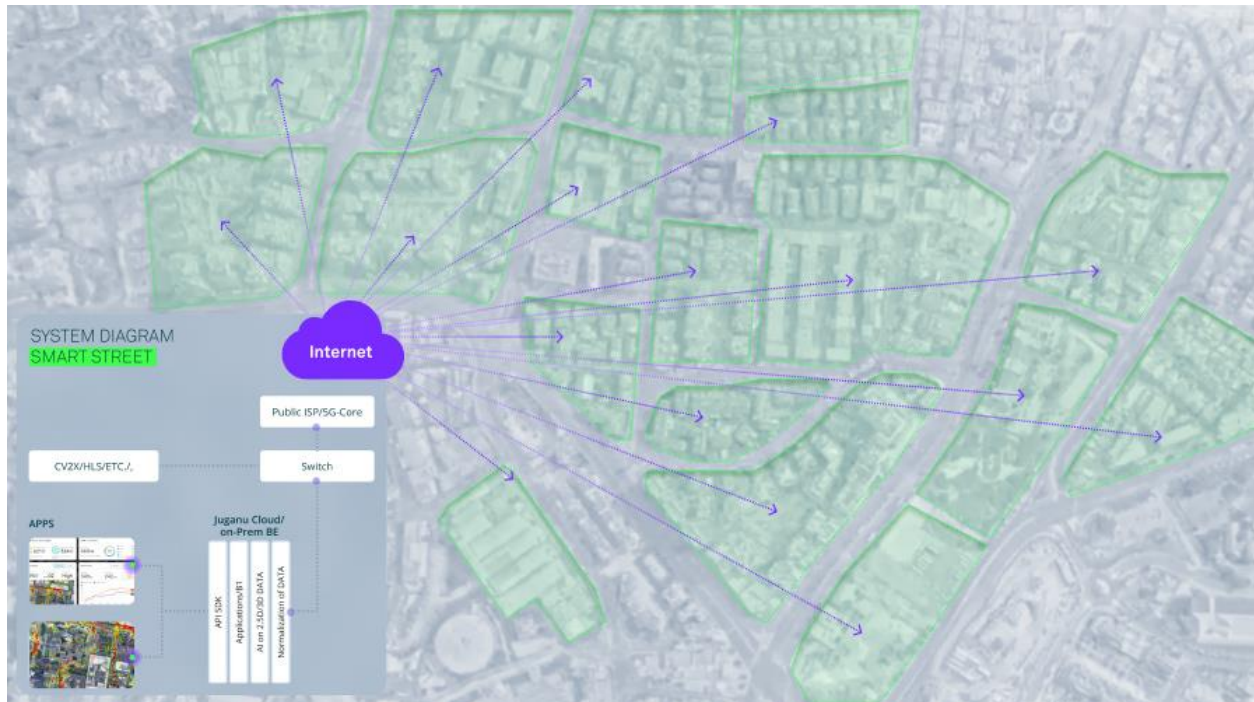 SYSTEM DIAGRAM
SMART STREET
Internet
Public ISP/5G-Core
CV2X/HLS/ETC./,
Switch
APPS
Juganu Cloud/
on-Prem BE
API SDK
Applications/B1
AI on 2.5D/3D DATA
Normalization of DATA